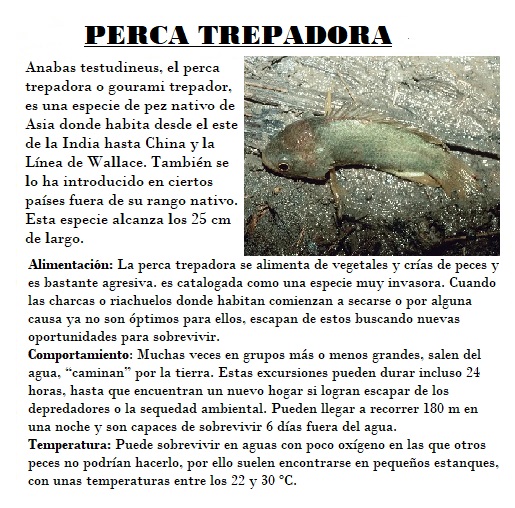 PERCA TREPADORA
Anabas testudineus, el perca
trepadora o gourami trepador,
es una especie de pez nativo de
Asia donde habita desde el este
de la India hasta China y la
Línea de Wallace. También se
lo ha introducido en ciertos
países fuera de su rango nativo.
Esta especie alcanza los 25 cm
de largo.
Alimentación: La perca trepadora se alimenta de vegetales y crías de peces y
es bastante agresiva. es catalogada como una especie muy invasora. Cuando
las charcas o riachuelos donde habitan comienzan a secarse o por alguna
causa ya no son óptimos para ellos, escapan de estos buscando nuevas
oportunidades para sobrevivir.
Comportamiento: Muchas veces en grupos más o menos grandes, salen del
agua, “caminan” por la tierra. Estas excursiones pueden durar incluso 24
horas, hasta que encuentran un nuevo hogar si logran escapar de los
depredadores o la sequedad ambiental. Pueden llegar a recorrer 180 m en
una noche y son capaces de sobrevivir 6 días fuera del agua.
Temperatura: Puede sobrevivir en aguas con poco oxígeno en las que otros
peces no podrían hacerlo, por ello suelen encontrarse en pequeños estanques,
con unas temperaturas entre los 22 y 30 °C.